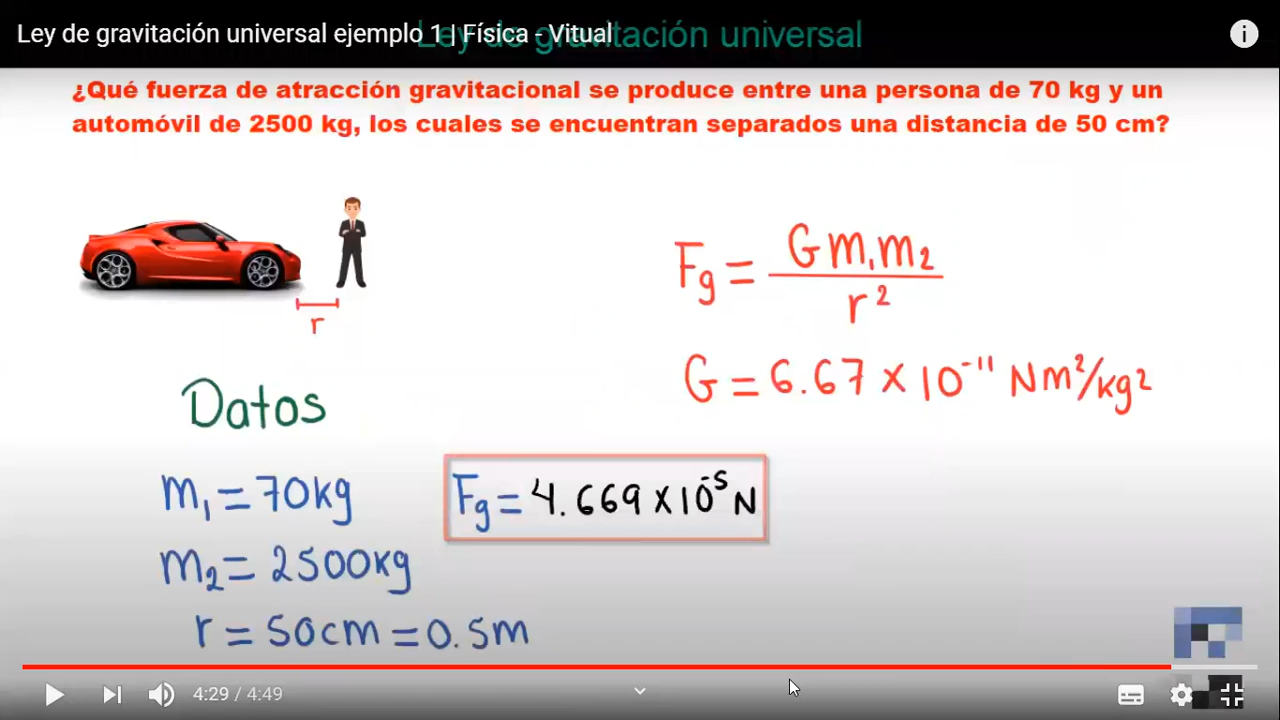 Ley de gravitación universal ejemplo 1 | Física - Vitual
Ley de gravitación universal
¿Qué fuerza de atracción gravitacional se produce entre una persona de 70 kg y un
automóvil de 2500 kg, los cuales se encuentran separados una distancia de 50 cm?
r
Fg = G m₁ m₂ / r²
G = 6.67 × 10⁻¹¹ Nm²/kg²
Datos
m₁ = 70kg
Fg = 4.669 × 10⁻⁵ N
m₂ = 2500kg
r = 50cm = 0.5m
4:29 / 4:49